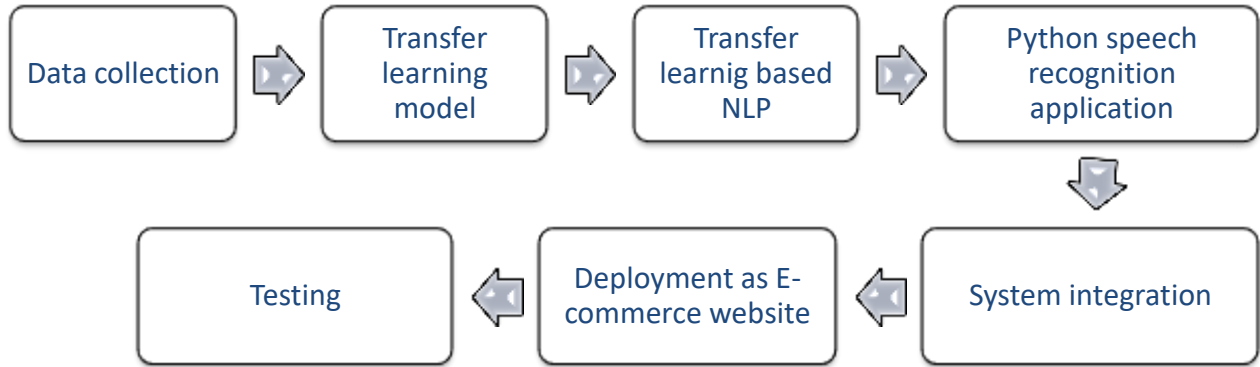 Data collection
Transfer
learning
model
Transfer
learnig based
NLP
Python speech
recognition
application
System integration
Deployment as E-
commerce website
Testing